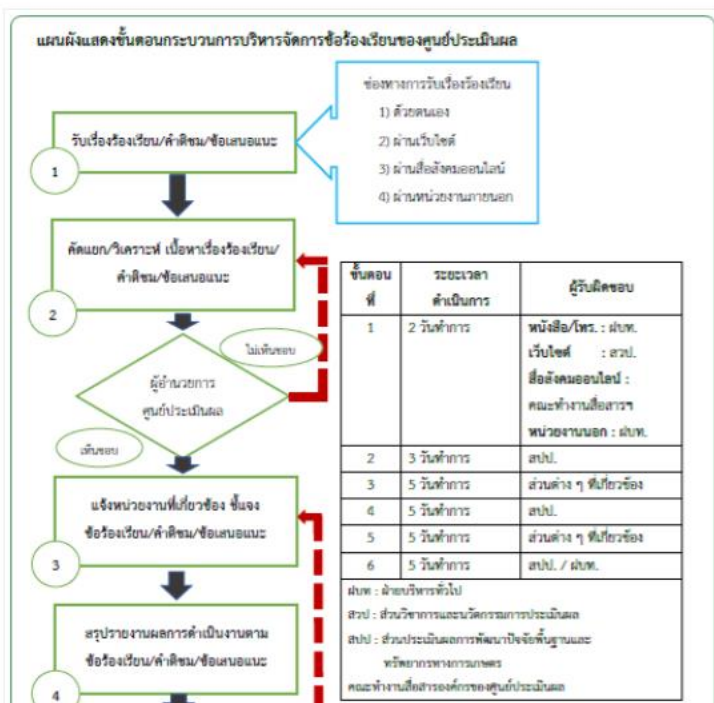 แผนผังแสดงขั้นตอนกระบวนการบริหารจัดการข้อร้องเรียนของศูนย์ประเมินผล
ช่องทางการรับเรื่องร้องเรียน
1) ด้วยตนเอง
2) ผ่านเว็บไซต์
3) ผ่านสื่อสังคมออนไลน์
4) ผ่านหน่วยงานภายนอก
รับเรื่องร้องเรียน/คำติชม/ข้อเสนอแนะ
1
คัดแยก/วิเคราะห์ เนื้อหาเรื่องร้องเรียน/
คำติชม/ข้อเสนอแนะ
2
ไม่เห็นชอบ
ผู้อำนวยการ
ศูนย์ประเมินผล
เห็นชอบ
แจ้งหน่วยงานที่เกี่ยวข้อง ชี้แจง
ข้อร้องเรียน/คำติชม/ข้อเสนอแนะ
3
สรุปรายงานผลการดำเนินงานตาม
ข้อร้องเรียน/คำติชม/ข้อเสนอแนะ
4
ขั้นตอน ระยะเวลา ผู้รับผิดชอบ
ที่ ดำเนินการ
1 2 วันทำการ หนังสือ/โทร. : ฝบท.
เว็บไซต์ : สวป.
สื่อสังคมออนไลน์ :
คณะทำงานสื่อสารฯ
หน่วยงานนอก : ฝบท.
2 3 วันทำการ สปป.
3 5 วันทำการ ส่วนต่าง ๆ ที่เกี่ยวข้อง
4 5 วันทำการ สปป.
5 5 วันทำการ ส่วนต่าง ๆ ที่เกี่ยวข้อง
6 5 วันทำการ สปป. / ฝบท.
ฝบท : ฝ่ายบริหารทั่วไป
สวป : ส่วนวิชาการและนวัตกรรมการประเมินผล
สปป : ส่วนประเมินผลการพัฒนาปัจจัยพื้นฐานและ
ทรัพยากรทางการเกษตร
คณะทำงานสื่อสารองค์กรของศูนย์ประเมินผล